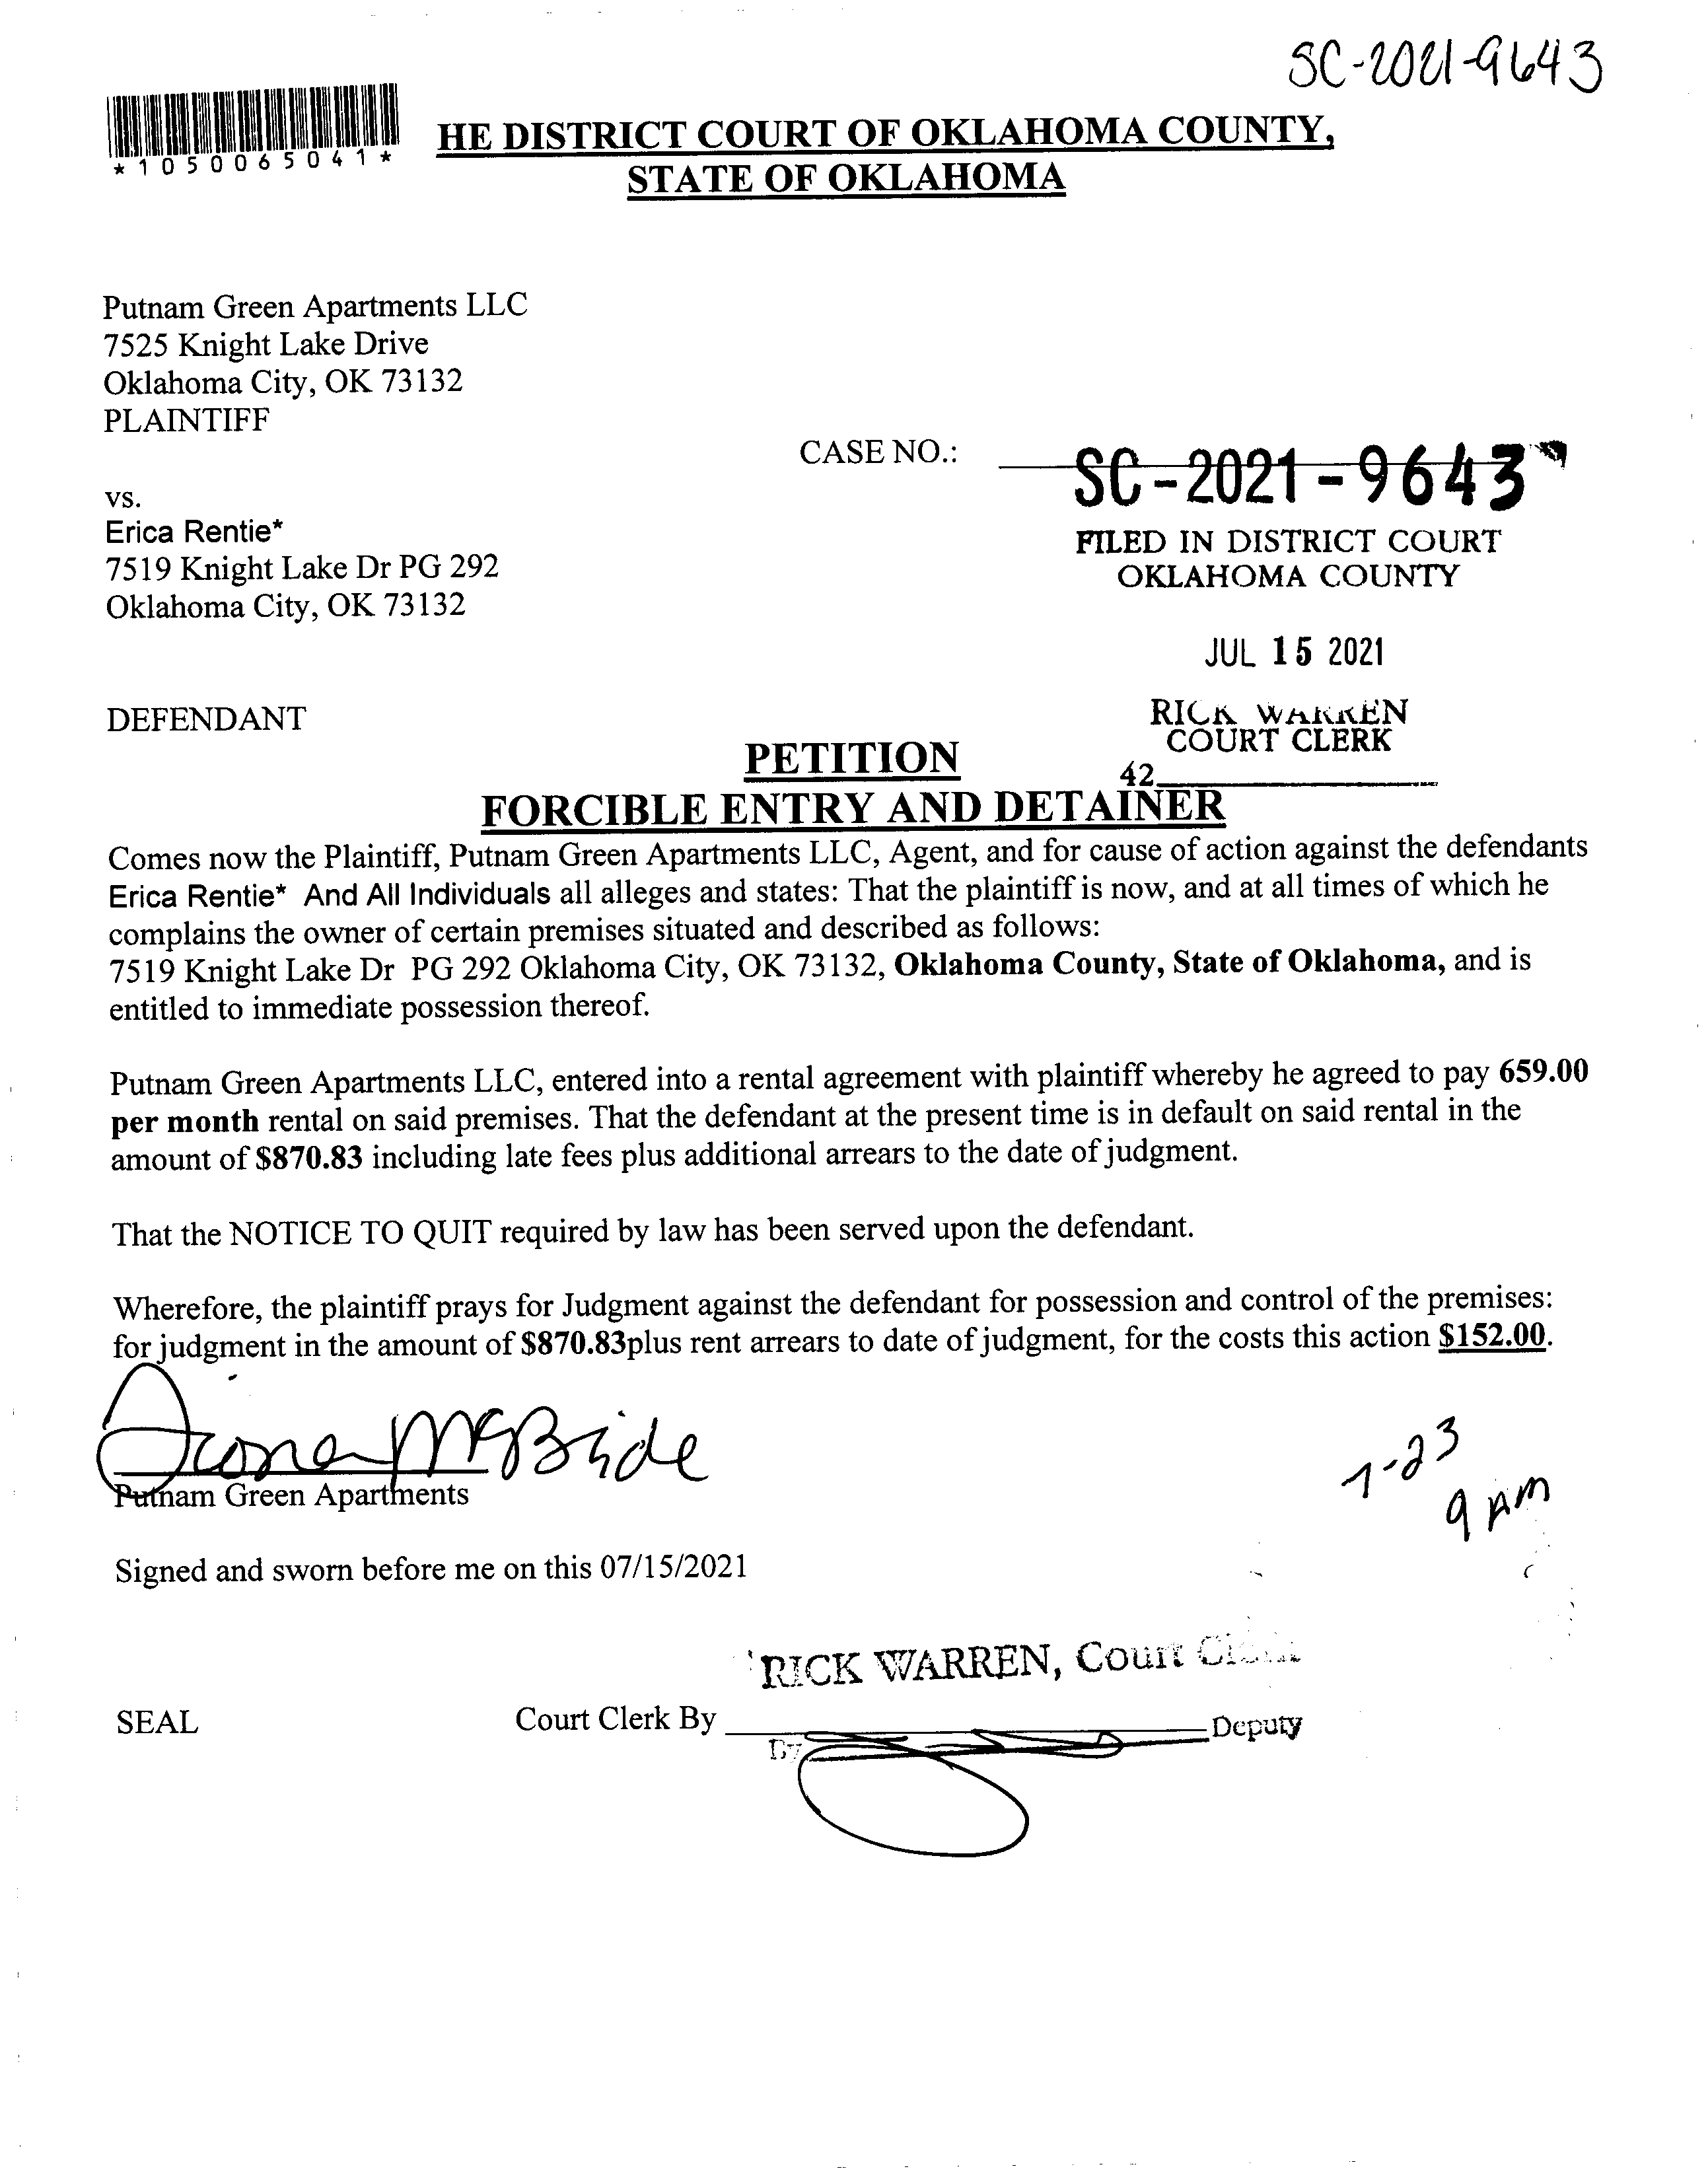 SC-2021-9643
*1050065041*
HE DISTRICT COURT OF OKLAHOMA COUNTY,
STATE OF OKLAHOMA
Putnam Green Apartments LLC
7525 Knight Lake Drive
Oklahoma City, OK 73132
PLAINTIFF
CASE NO.: SC-2021-9643
vs.
Erica Rentie*
7519 Knight Lake Dr PG 292
Oklahoma City, OK 73132
FILED IN DISTRICT COURT
OKLAHOMA COUNTY
JUL 15 2021
DEFENDANT
RICK WARREN
COURT CLERK
42
PETITION
FORCIBLE ENTRY AND DETAINER
Comes now the Plaintiff, Putnam Green Apartments LLC, Agent, and for cause of action against the defendants
Erica Rentie* And All Individuals all alleges and states: That the plaintiff is now, and at all times of which he
complains the owner of certain premises situated and described as follows:
7519 Knight Lake Dr PG 292 Oklahoma City, OK 73132, Oklahoma County, State of Oklahoma, and is
entitled to immediate possession thereof.
Putnam Green Apartments LLC, entered into a rental agreement with plaintiff whereby he agreed to pay 659.00
per month rental on said premises. That the defendant at the present time is in default on said rental in the
amount of $870.83 including late fees plus additional arrears to the date of judgment.
That the NOTICE TO QUIT required by law has been served upon the defendant.
Wherefore, the plaintiff prays for Judgment against the defendant for possession and control of the premises:
for judgment in the amount of $870.83plus rent arrears to date of judgment, for the costs this action $152.00.
McBride
Putnam Green Apartments
7-23
9 AM
Signed and sworn before me on this 07/15/2021
RICK WARREN, Court Clerk
SEAL
Court Clerk By
By
Deputy